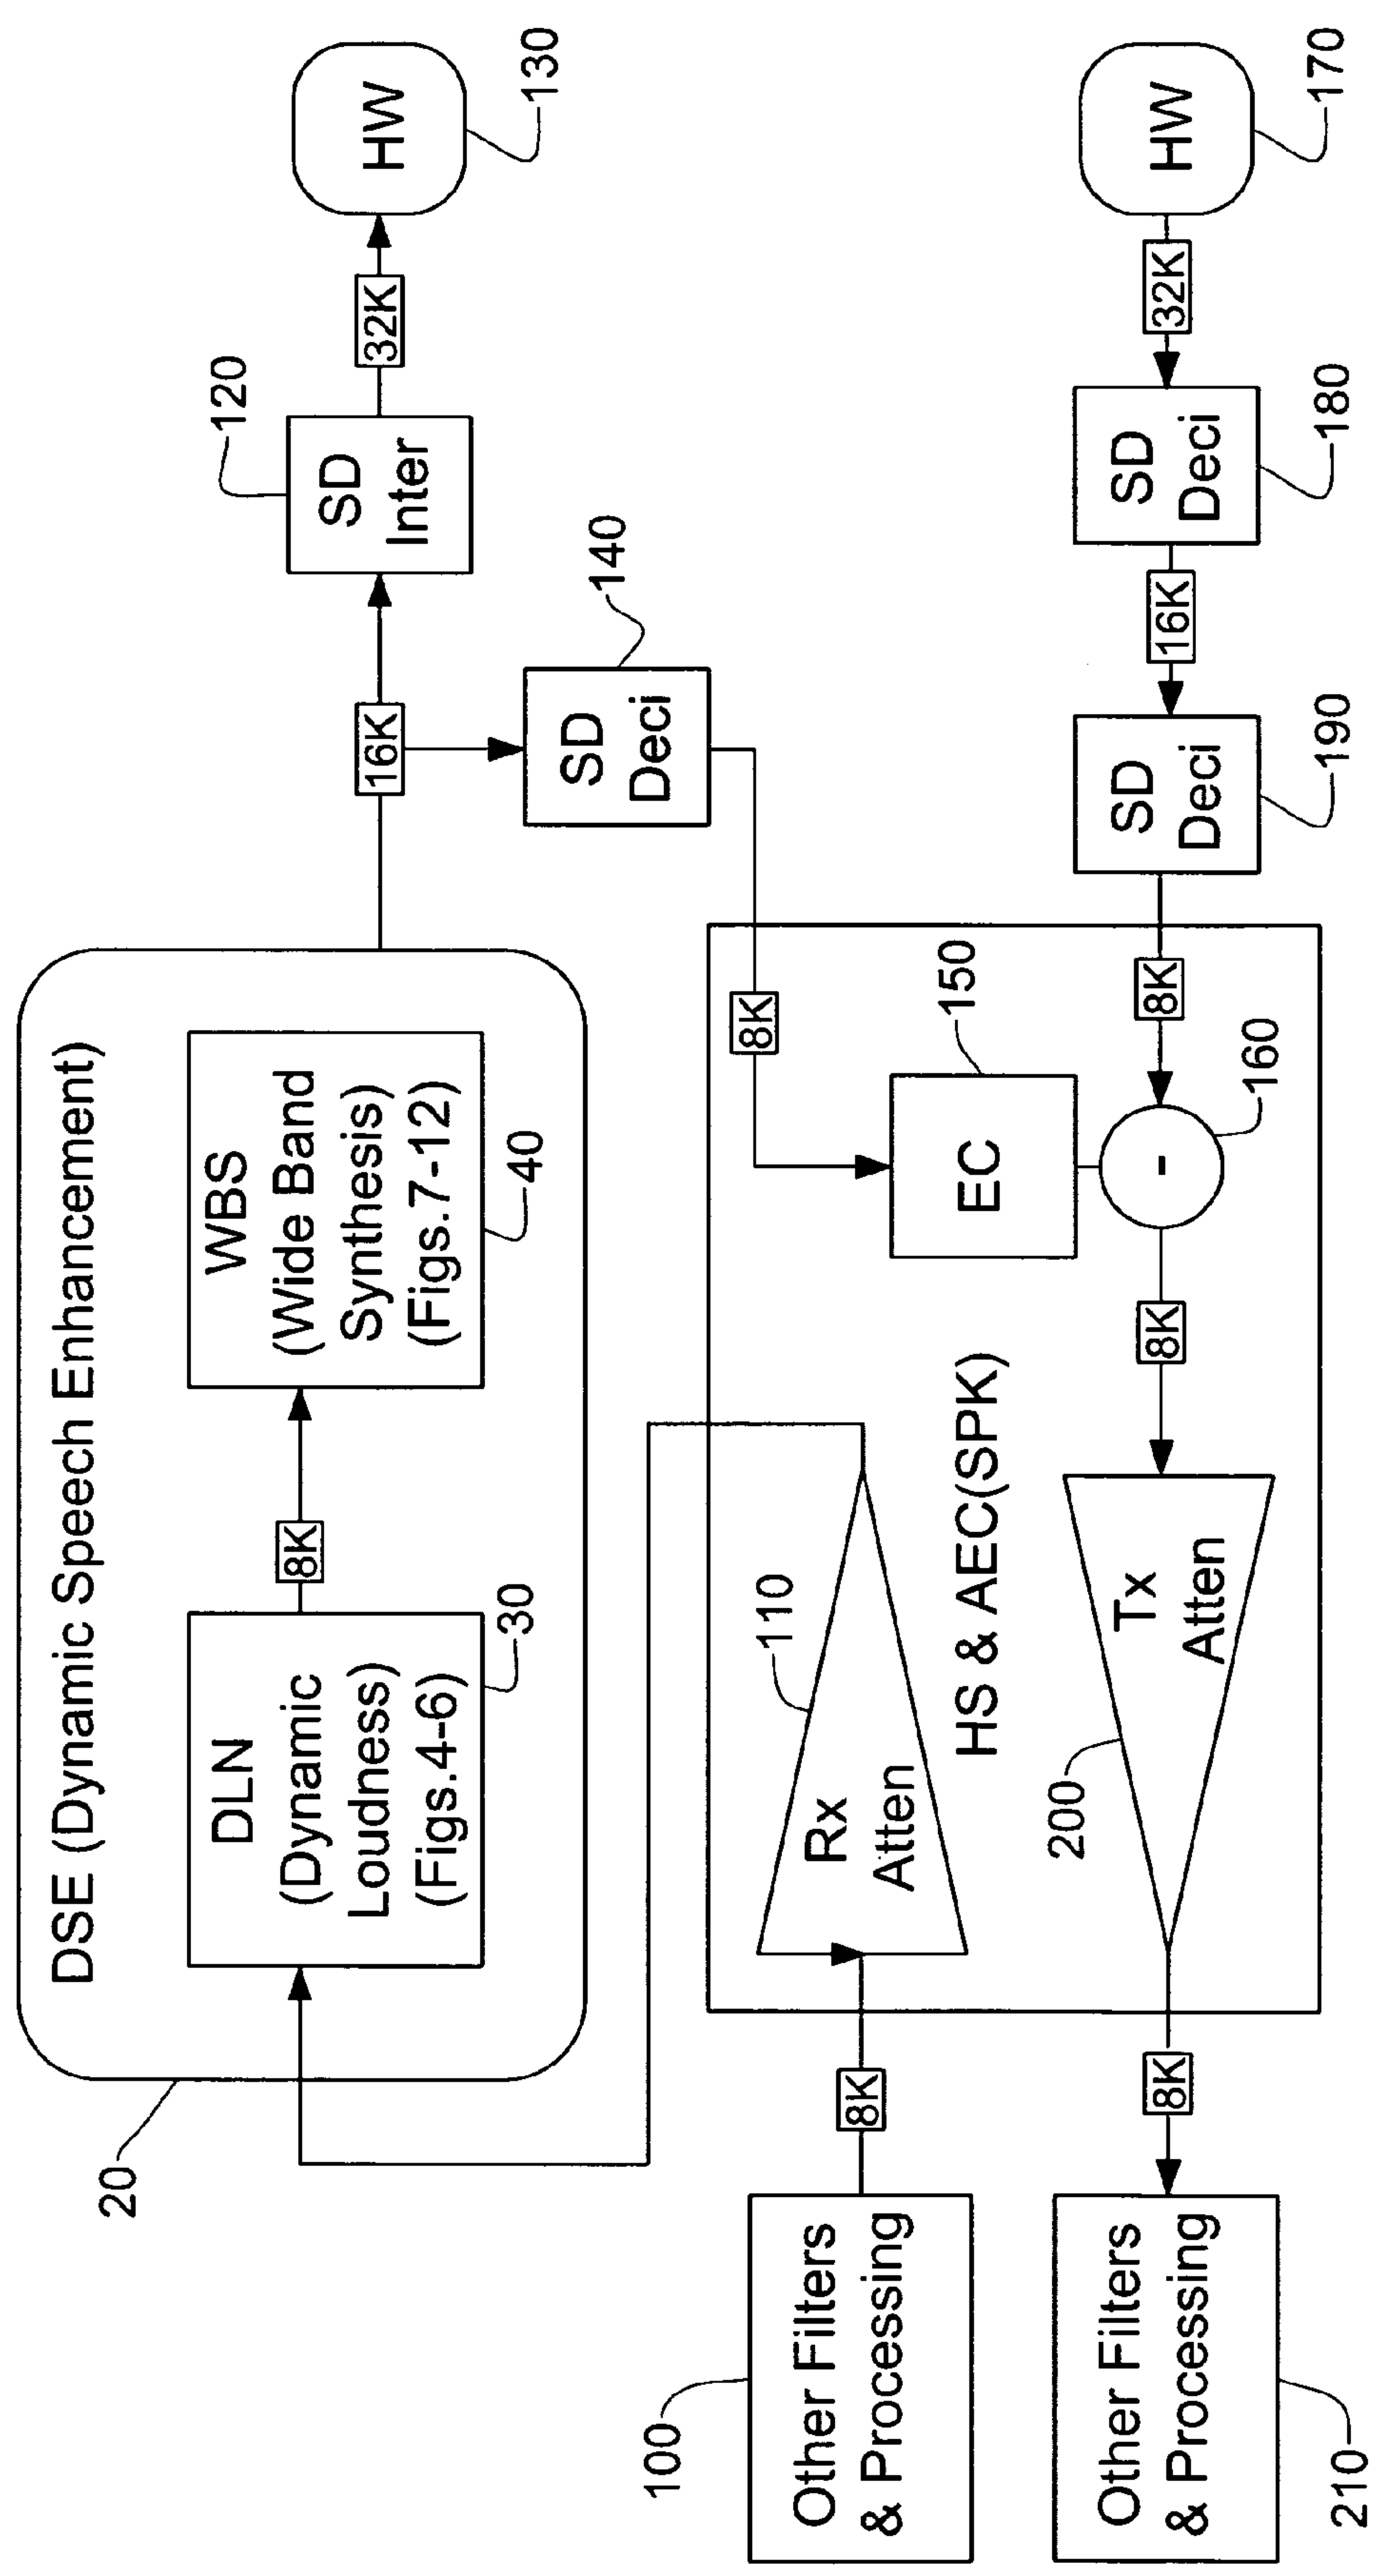 DSE (Dynamic Speech Enhancement)
20
DLN
(Dynamic
Loudness)
(Figs.4-6)
30
8K
WBS
(Wide Band
Synthesis)
(Figs.7-12)
40
16K
SD
Inter
120
32K
HW
130
SD
Deci
140
8K
100
Other Filters
& Processing
8K
Rx
Atten
110
HS & AEC(SPK)
EC
150
160
-
HW
170
32K
SD
Deci
180
16K
SD
Deci
190
8K
8K
Tx
Atten
200
8K
Other Filters
& Processing
210